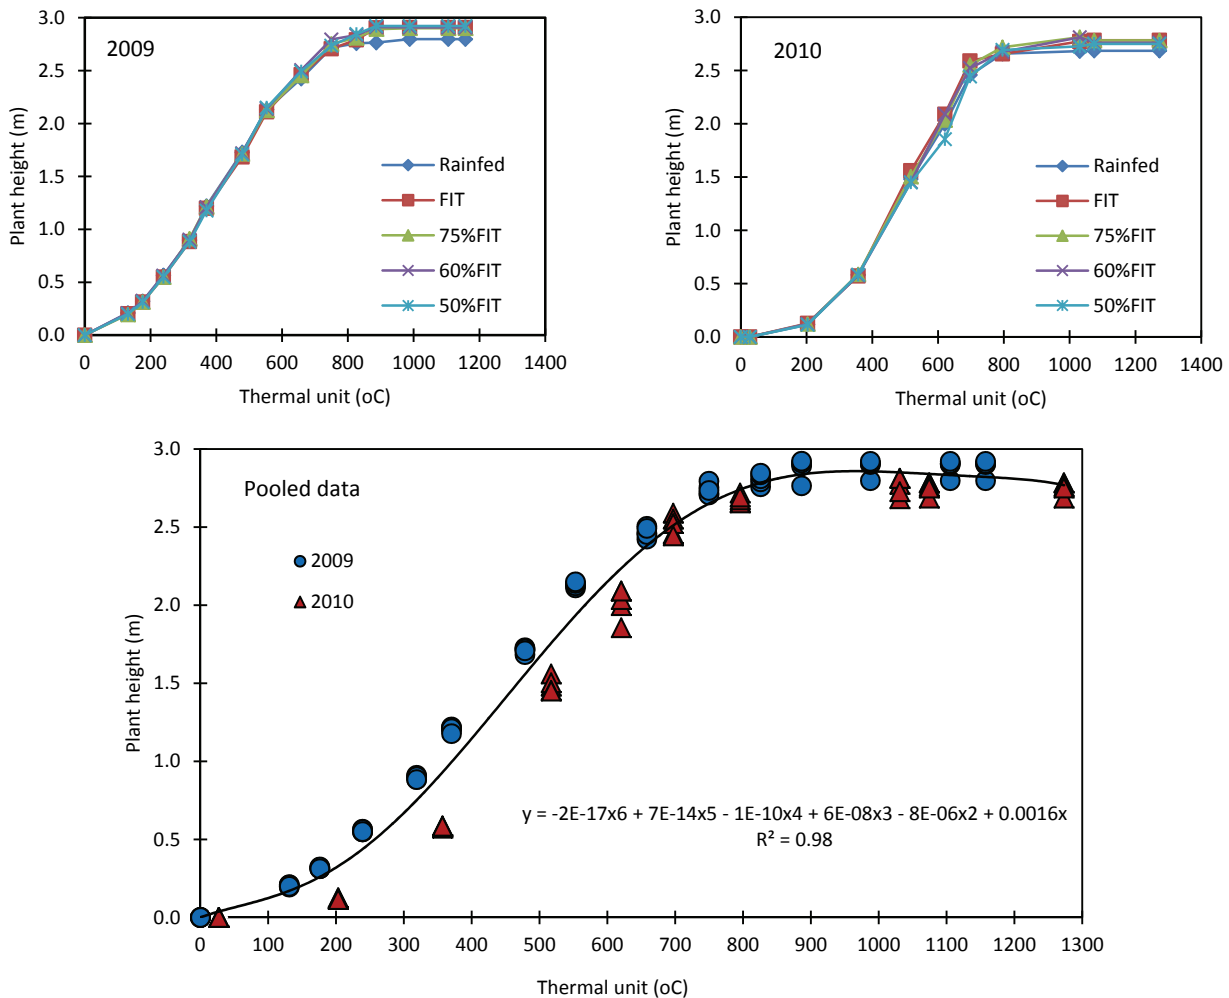 2009
Plant height (m)
3.0
2.5
2.0
1.5
1.0
0.5
0.0
Rainfed
FIT
75%FIT
60%FIT
50%FIT
0 200 400 600 800 1000 1200 1400
Thermal unit (oC)
2010
Plant height (m)
3.0
2.5
2.0
1.5
1.0
0.5
0.0
Rainfed
FIT
75%FIT
60%FIT
50%FIT
0 200 400 600 800 1000 1200 1400
Thermal unit (oC)
Pooled data
Plant height (m)
3.0
2.5
2.0
1.5
1.0
0.5
0.0
2009
2010
y = -2E-17x6 + 7E-14x5 - 1E-10x4 + 6E-08x3 - 8E-06x2 + 0.0016x
R² = 0.98
0 100 200 300 400 500 600 700 800 900 1000 1100 1200 1300
Thermal unit (oC)